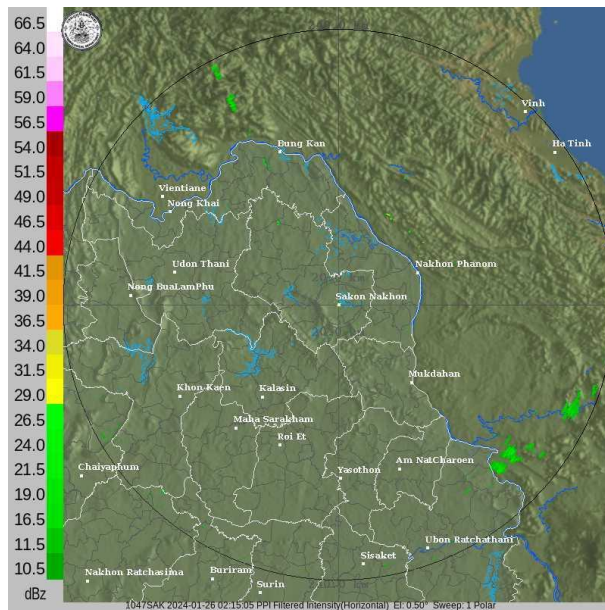 66.5
64.0
61.5
59.0
56.5
54.0
51.5
49.0
46.5
44.0
41.5
39.0
36.5
34.0
31.5
29.0
26.5
24.0
21.5
19.0
16.5
11.5
10.5
dBz
Vinh
Ha Tinh
Bung Kan
Vientiane
Nong Khai
Udon Thani
Nakhon Phanom
Nong BuaLamPhu
Sakon Nakhon
Mukdahan
Khon Kaen
Kalasin
Maha Sarakham
Roi Et
Chaiyaphum
Yasothon
Am NatCharoen
Ubon Ratchathani
Sisaket
Nakhon Ratchasima
Buriram
Surin
1047SAK 2024-01-26 02:15:05 PPI Filtered Intensity(Horizontal) El: 0.50° Sweep: 1 Polar